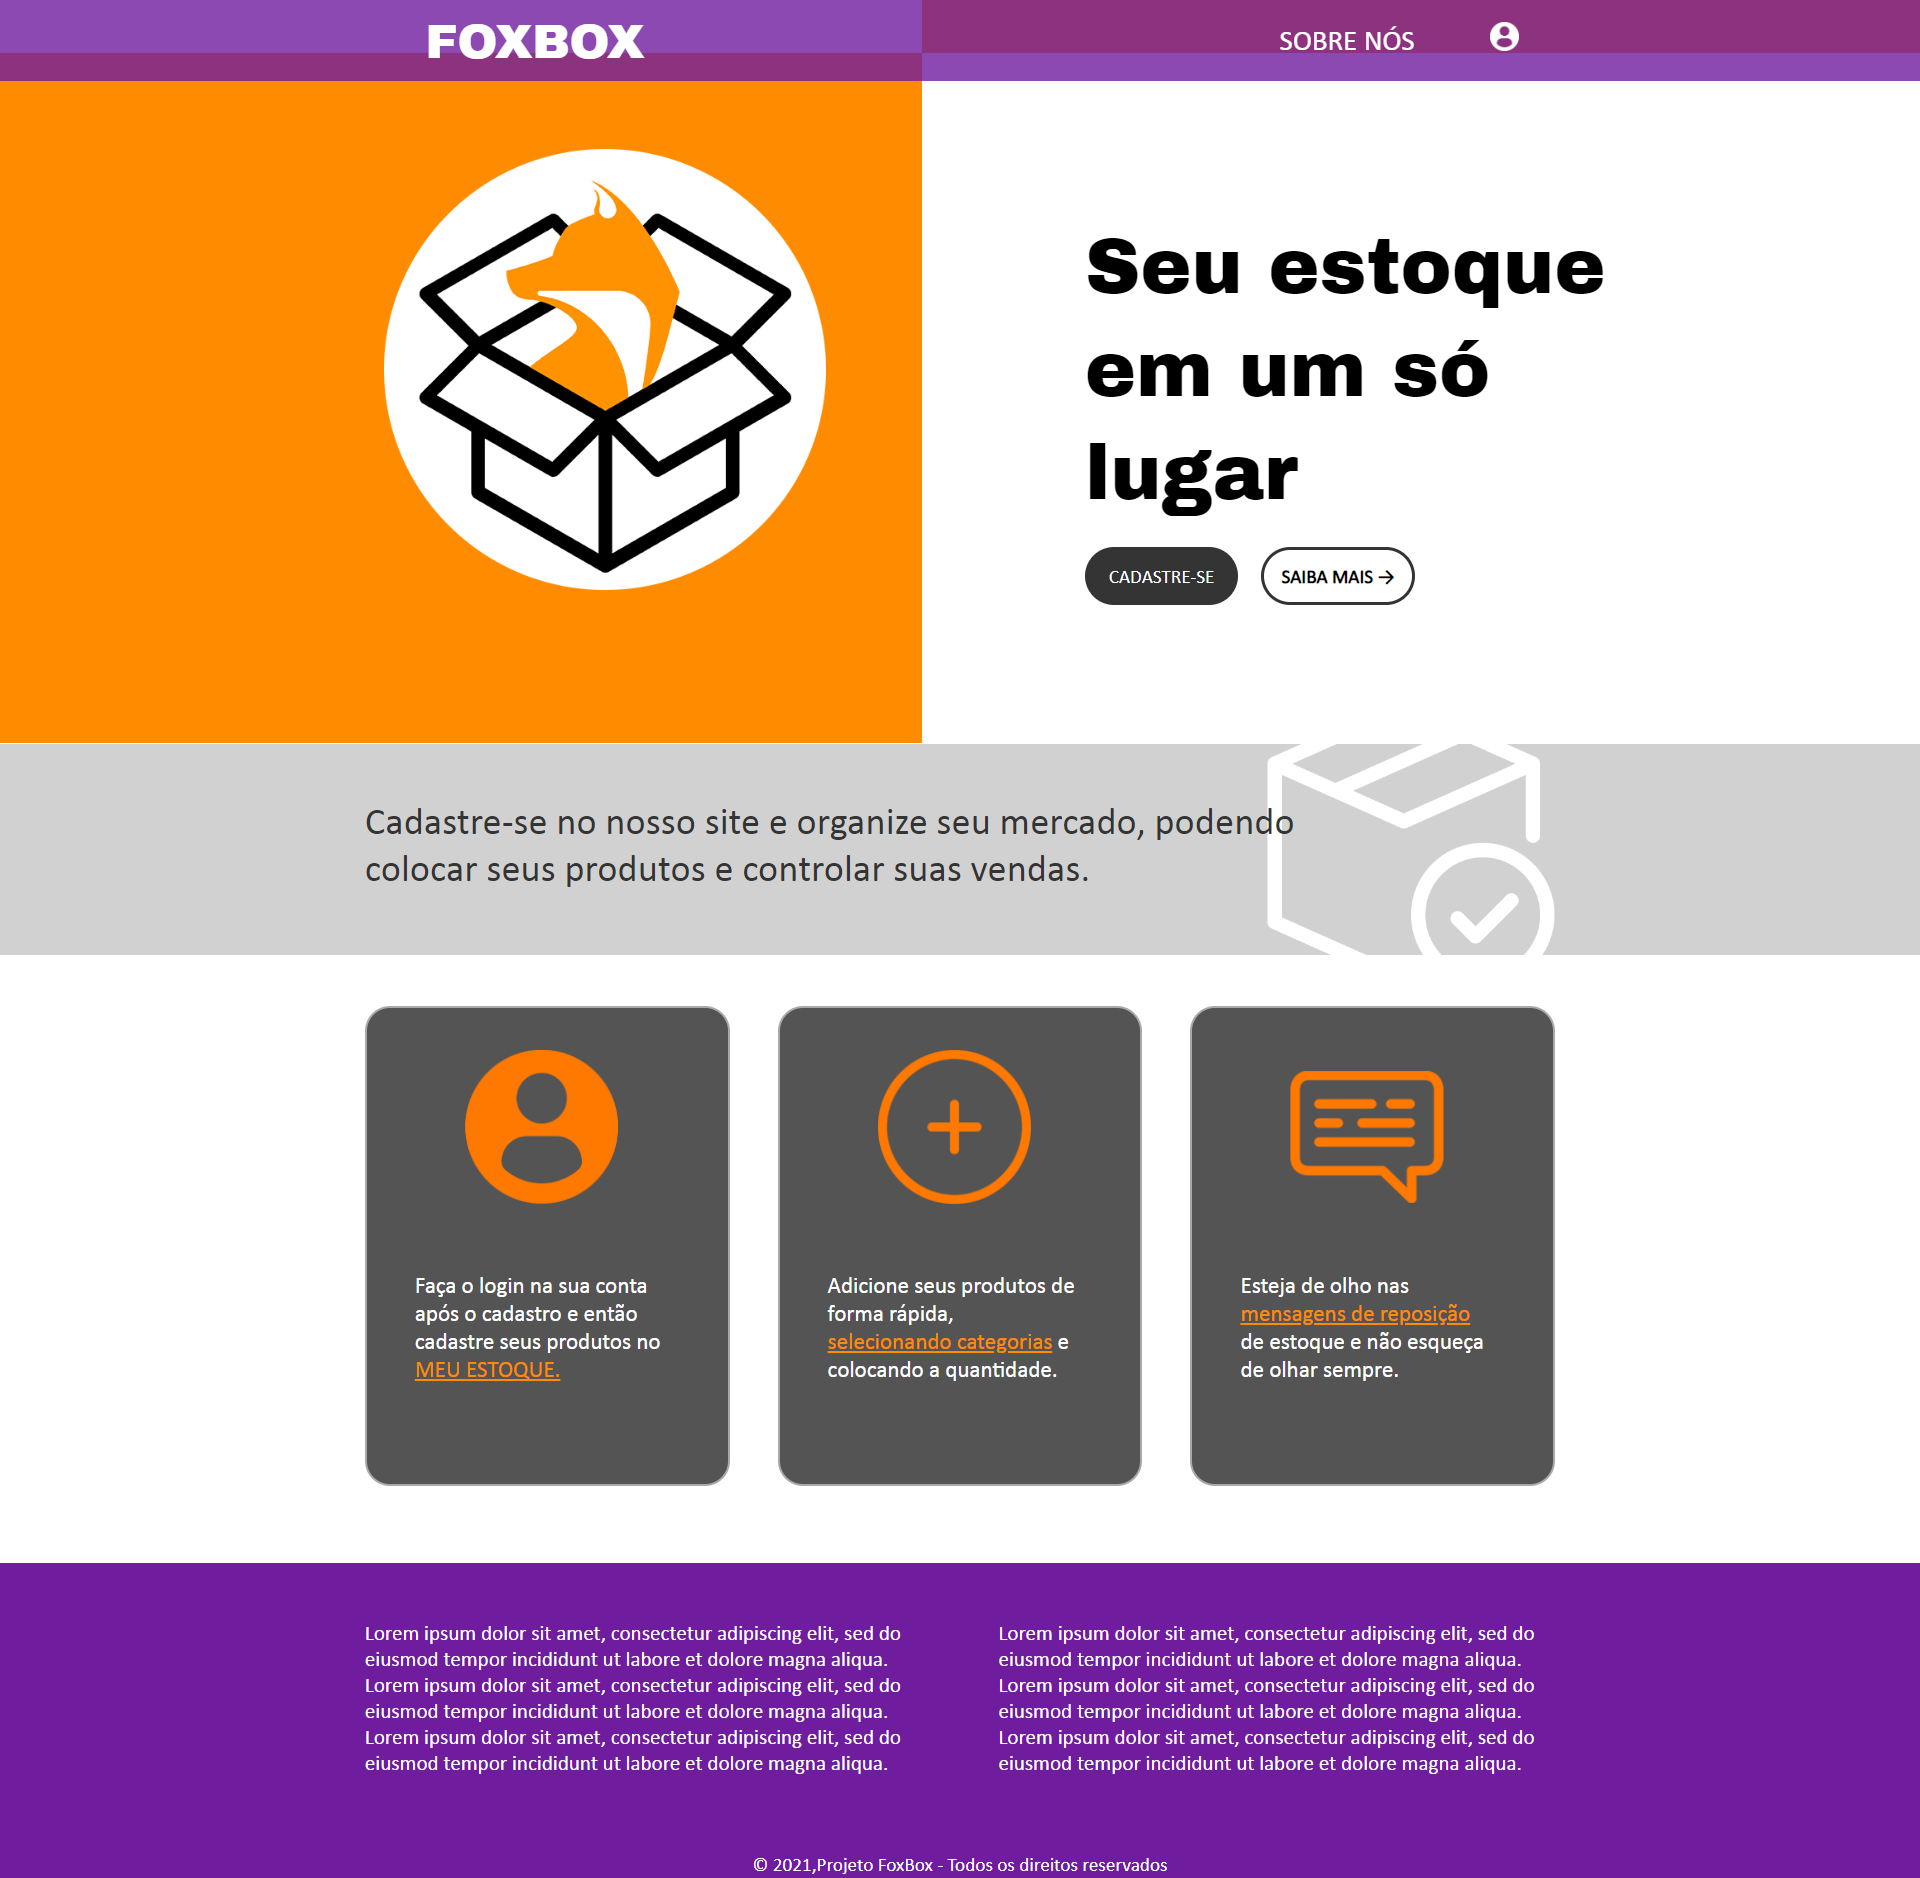 FOXBOX
SOBRE NÓS
Seu estoque
em um só
lugar
CADASTRE-SE
SAIBA MAIS →
Cadastre-se no nosso site e organize seu mercado, podendo
colocar seus produtos e controlar suas vendas.
Faça o login na sua conta
após o cadastro e então
cadastre seus produtos no
MEU ESTOQUE.
Adicione seus produtos de
forma rápida,
selecionando categorias e
colocando a quantidade.
Esteja de olho nas
mensagens de reposição
de estoque e não esqueça
de olhar sempre.
Lorem ipsum dolor sit amet, consectetur adipiscing elit, sed do
eiusmod tempor incididunt ut labore et dolore magna aliqua.
Lorem ipsum dolor sit amet, consectetur adipiscing elit, sed do
eiusmod tempor incididunt ut labore et dolore magna aliqua.
Lorem ipsum dolor sit amet, consectetur adipiscing elit, sed do
eiusmod tempor incididunt ut labore et dolore magna aliqua.
Lorem ipsum dolor sit amet, consectetur adipiscing elit, sed do
eiusmod tempor incididunt ut labore et dolore magna aliqua.
Lorem ipsum dolor sit amet, consectetur adipiscing elit, sed do
eiusmod tempor incididunt ut labore et dolore magna aliqua.
Lorem ipsum dolor sit amet, consectetur adipiscing elit, sed do
eiusmod tempor incididunt ut labore et dolore magna aliqua.
© 2021,Projeto FoxBox - Todos os direitos reservados